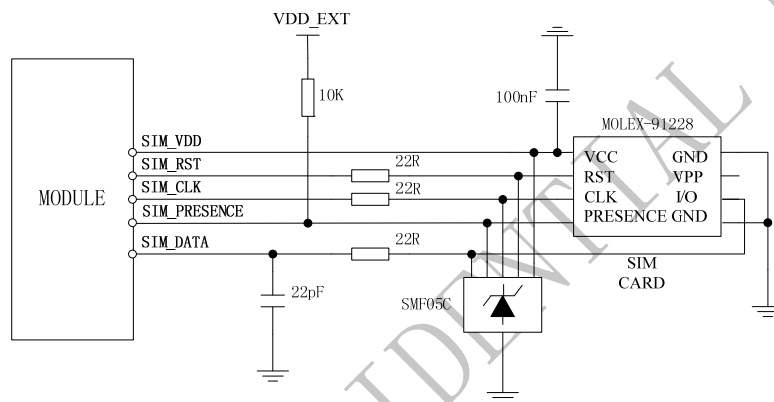 VDD_EXT
10K
100nF
MOLEX-91228
SIM_VDD
SIM_RST
SIM_CLK
SIM_PRESENCE
SIM_DATA
MODULE
22R
22R
22R
22pF
VCC GND
RST VPP
CLK I/O
PRESENCE GND
SIM
CARD
SMF05C
IDENTIAL